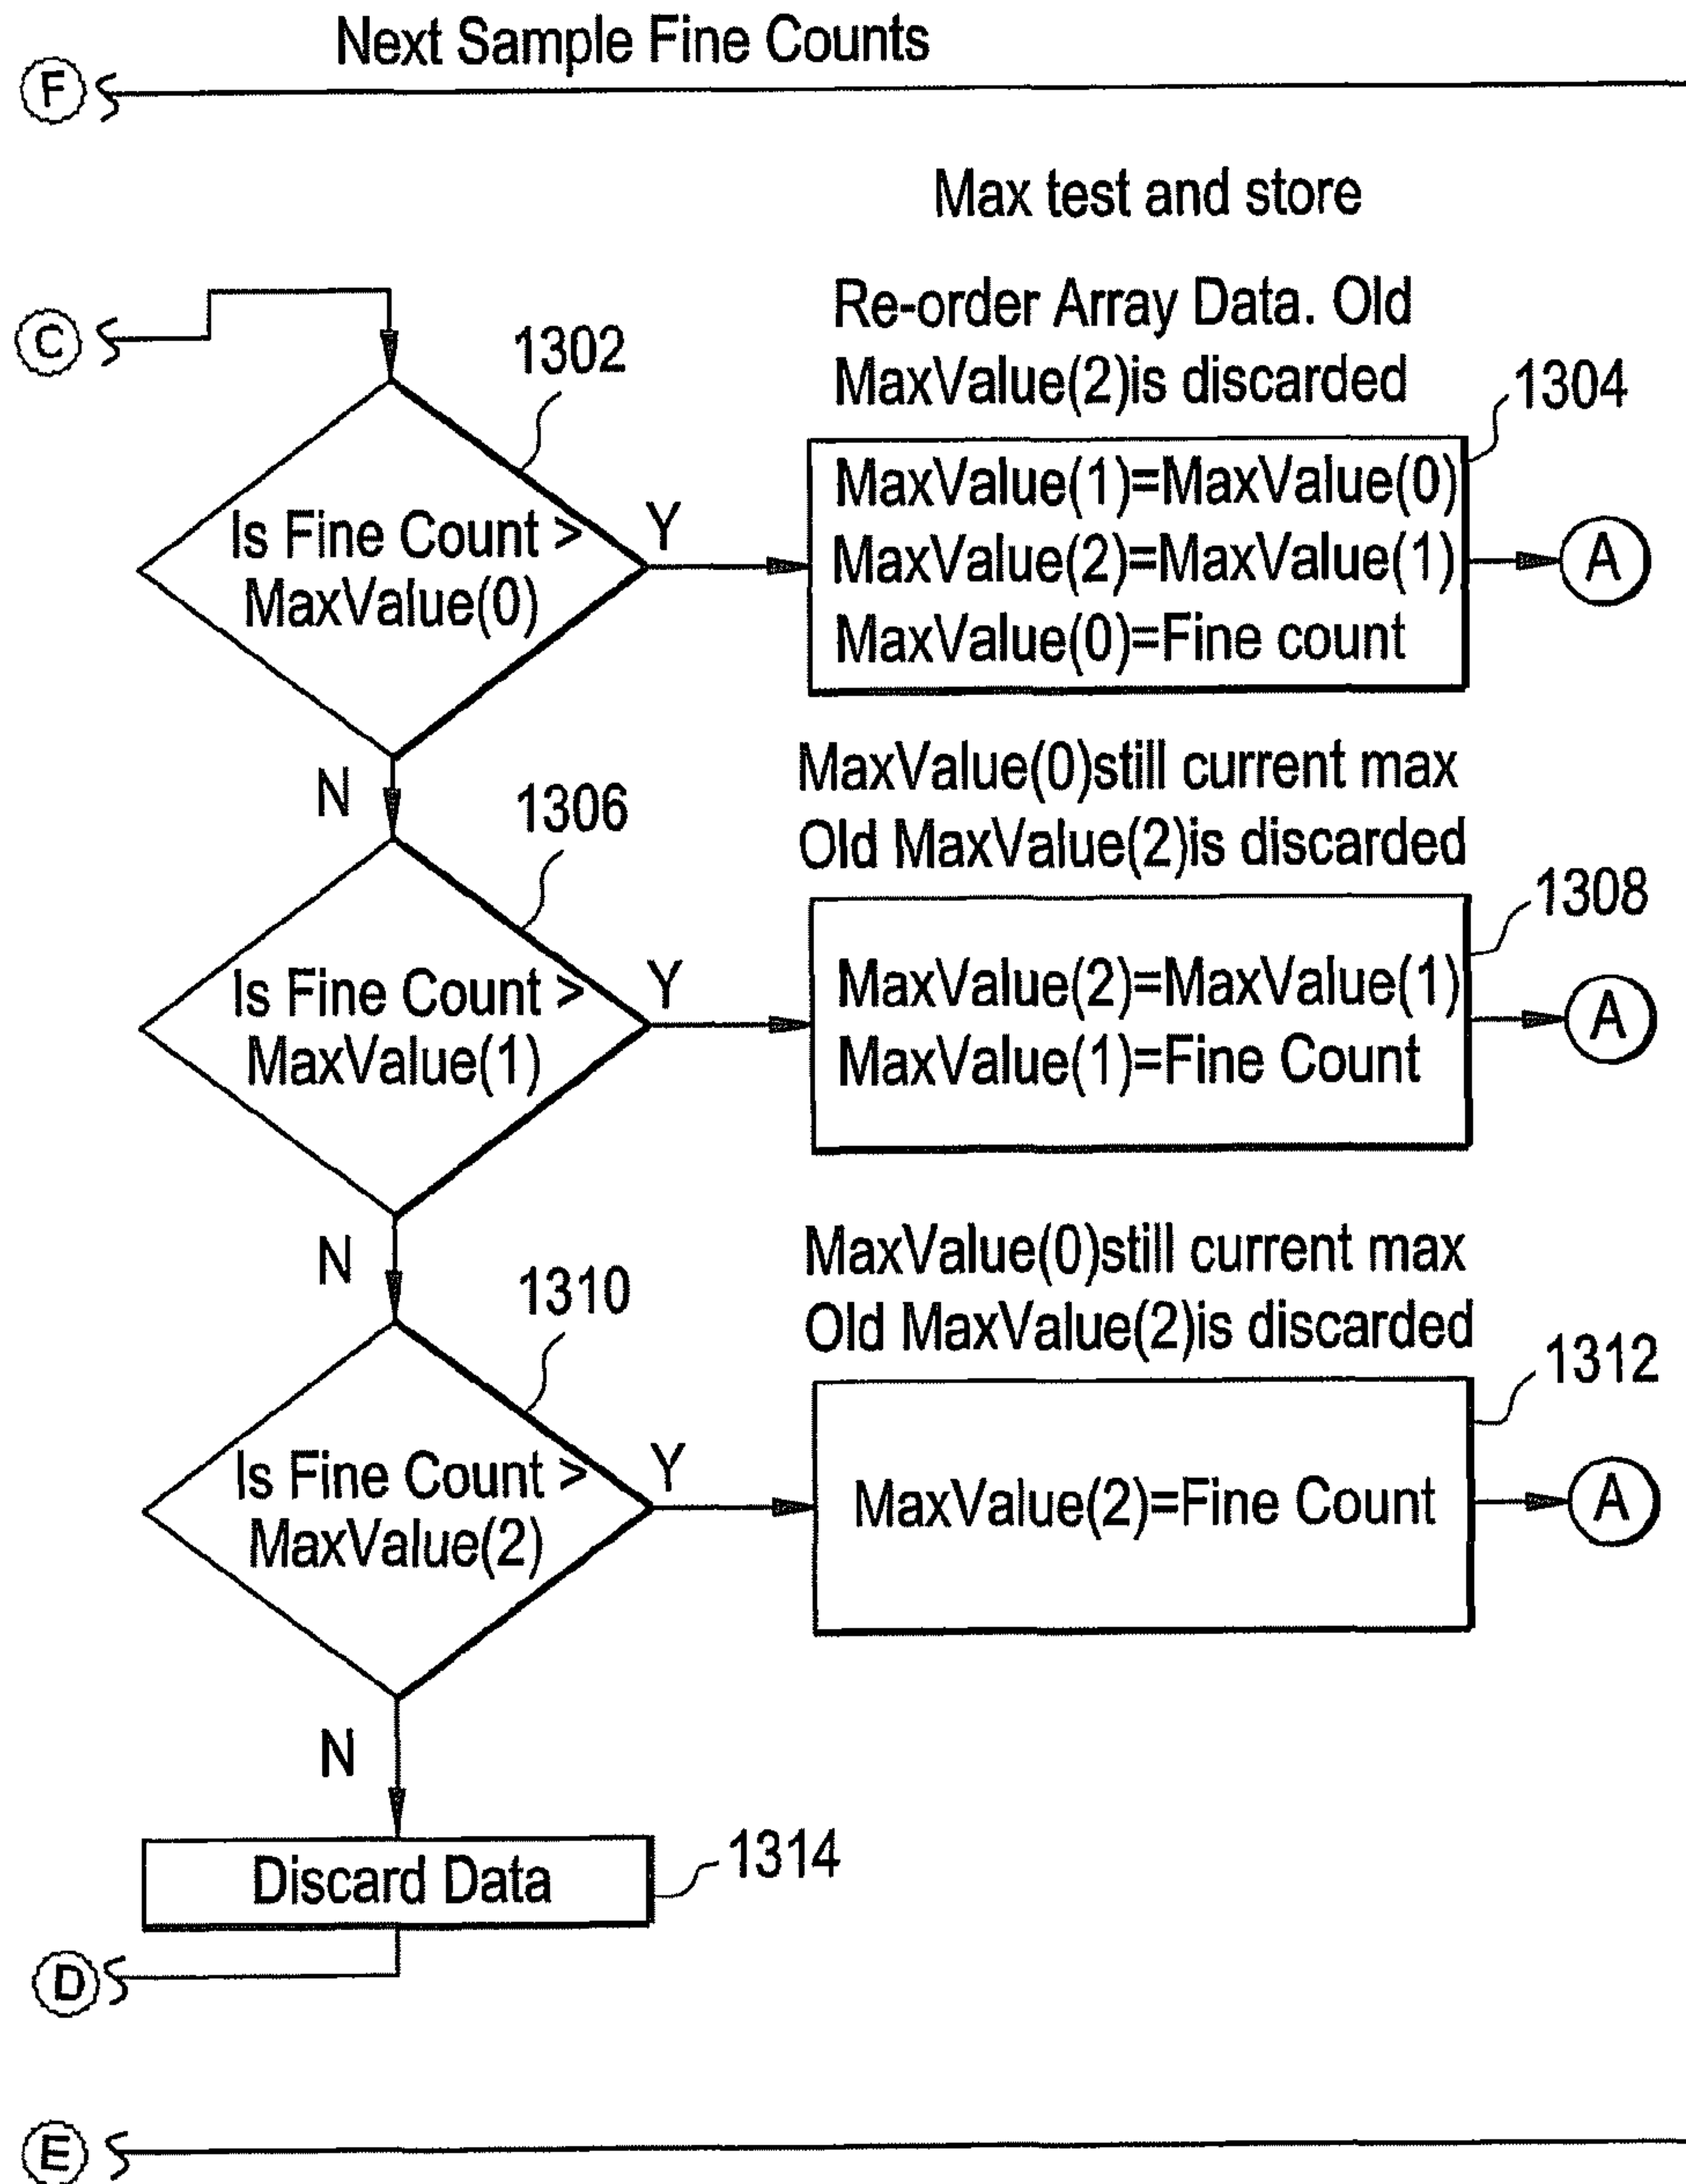 Next Sample Fine Counts
F
Max test and store
C
Re-order Array Data. Old
MaxValue(2)is discarded
1302
1304
Is Fine Count >
MaxValue(0)
Y
MaxValue(1)=MaxValue(0)
MaxValue(2)=MaxValue(1)
MaxValue(0)=Fine count
A
N
MaxValue(0)still current max
Old MaxValue(2)is discarded
1306
1308
Is Fine Count >
MaxValue(1)
Y
MaxValue(2)=MaxValue(1)
MaxValue(1)=Fine Count
A
N
MaxValue(0)still current max
Old MaxValue(2)is discarded
1310
1312
Is Fine Count >
MaxValue(2)
Y
MaxValue(2)=Fine Count
A
N
Discard Data
1314
D
E